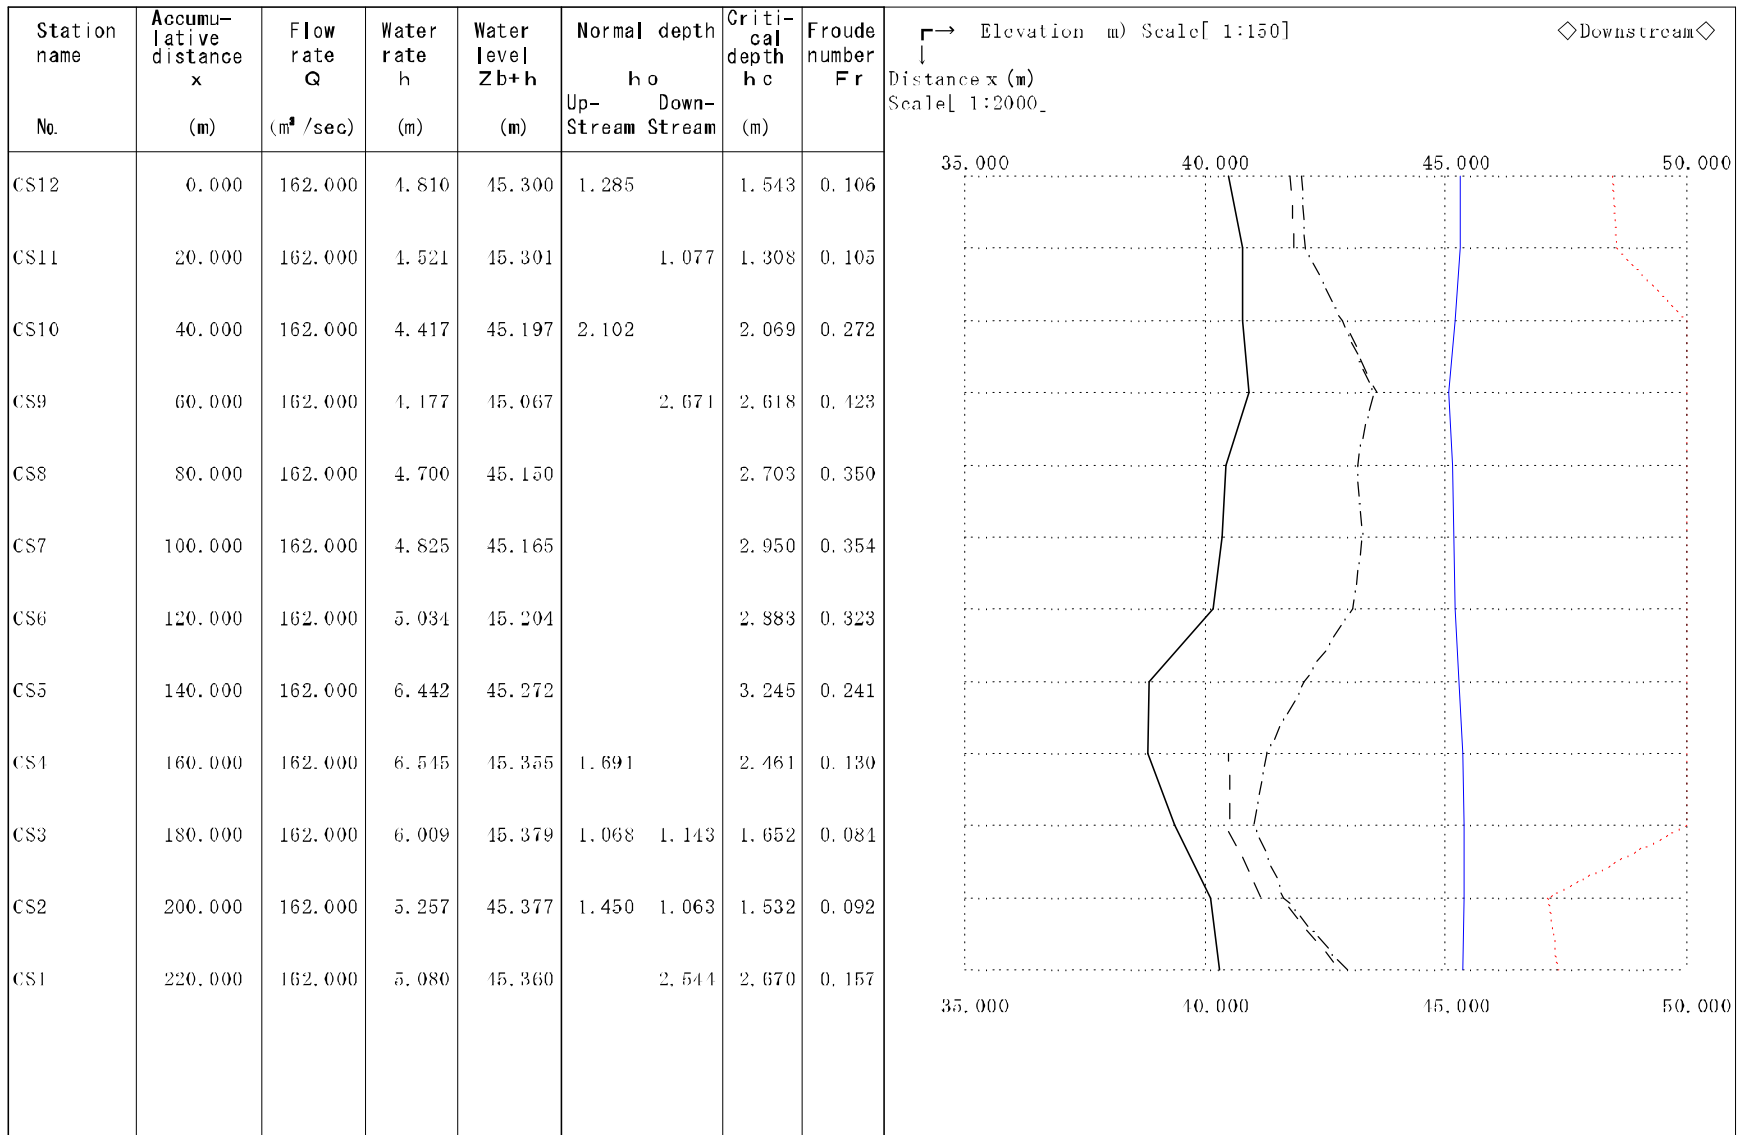 Station name No.
Accumu-lative distance x (m)
Flow rate Q (m³/sec)
Water rate h (m)
Water level Zb+h (m)
Normal depth ho
Up-Stream Down-Stream
Criti-cal depth hc (m)
Froude number Fr
Elevation m) Scale[ 1:150]
◇Downstream◇
Distance x (m)
Scale[ 1:2000
35.000 40.000 45.000 50.000
CS12 0.000 162.000 4.810 45.300 1.285 1.543 0.106
CS11 20.000 162.000 4.521 45.301 1.077 1.308 0.105
CS10 40.000 162.000 4.417 45.197 2.102 2.069 0.272
CS9 60.000 162.000 4.177 45.067 2.671 2.618 0.423
CS8 80.000 162.000 4.700 45.150 2.703 0.350
CS7 100.000 162.000 4.825 45.165 2.950 0.354
CS6 120.000 162.000 5.034 45.204 2.883 0.323
CS5 140.000 162.000 6.442 45.272 3.245 0.241
CS4 160.000 162.000 6.545 45.355 1.691 2.461 0.130
CS3 180.000 162.000 6.009 45.379 1.068 1.143 1.652 0.084
CS2 200.000 162.000 5.257 45.377 1.450 1.063 1.532 0.092
CS1 220.000 162.000 5.080 45.360 2.544 2.670 0.157
35.000 40.000 45.000 50.000